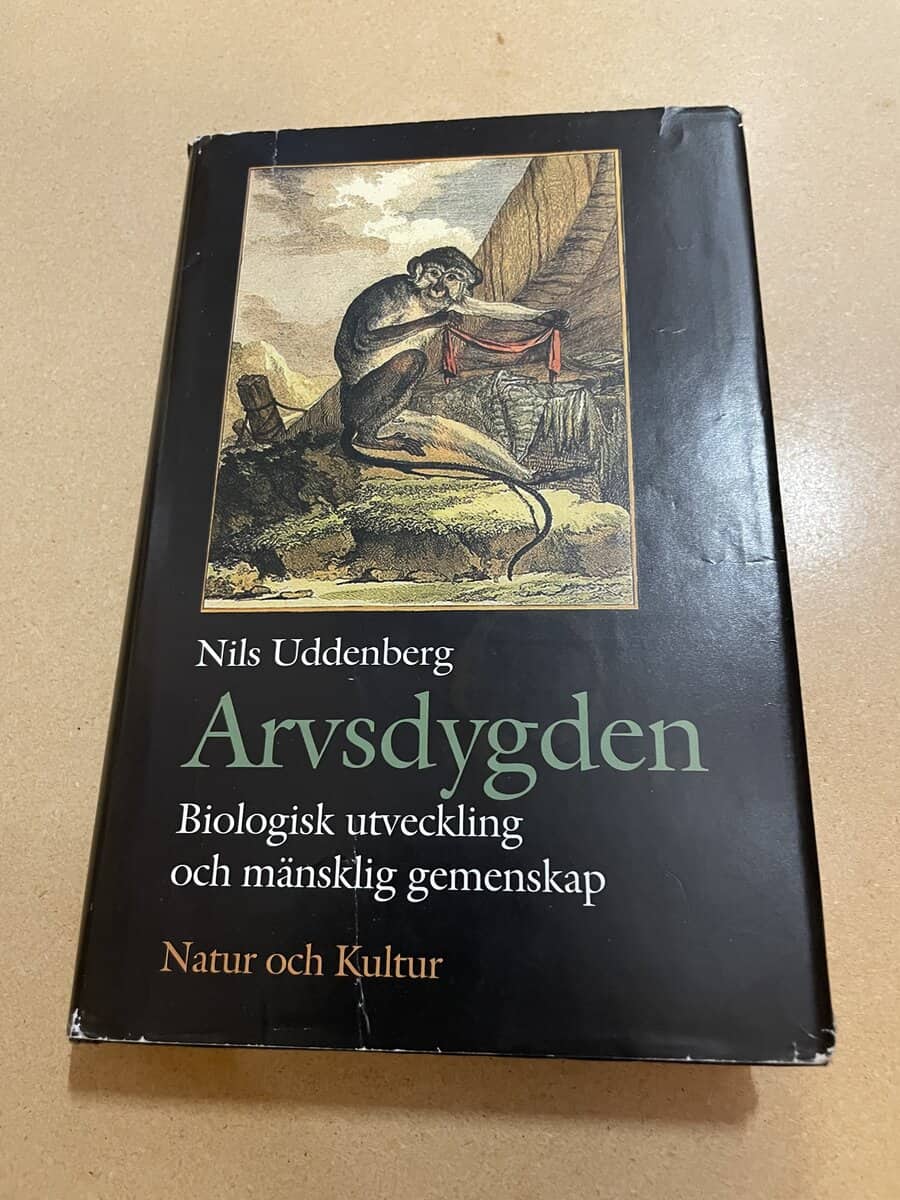 Nils Uddenberg
Arvsdygden
Biologisk utveckling
och mänsklig gemenskap
Natur och Kultur